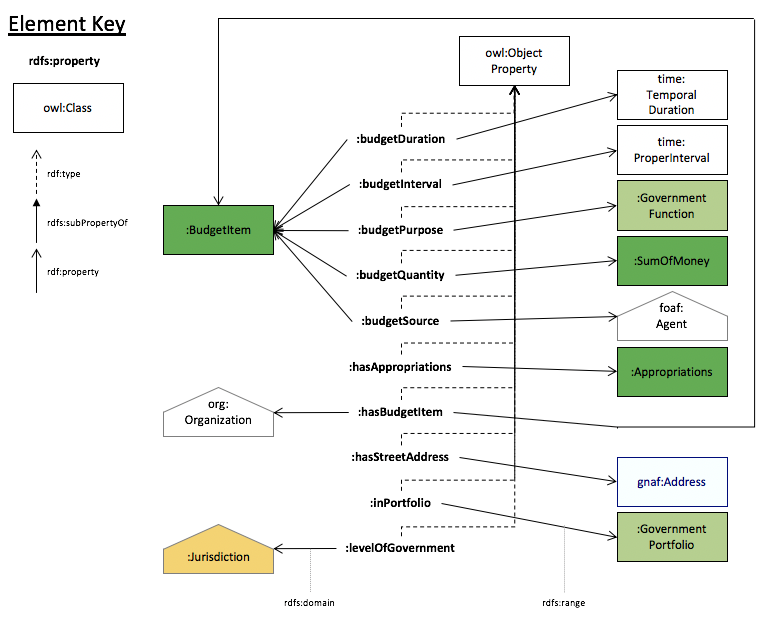 Element Key
rdfs:property
owl:Class
rdf:type
rdfs:subPropertyOf
rdf:property
owl:Object
Property
:budgetDuration
:budgetInterval
:budgetPurpose
:budgetQuantity
:budgetSource
:hasAppropriations
:hasBudgetItem
:hasStreetAddress
:inPortfolio
:levelOfGovernment
:BudgetItem
org:
Organization
:Jurisdiction
time:
Temporal
Duration
time:
ProperInterval
:Government
Function
:SumOfMoney
foaf:
Agent
:Appropriations
gnaf:Address
:Government
Portfolio
rdfs:domain
rdfs:range